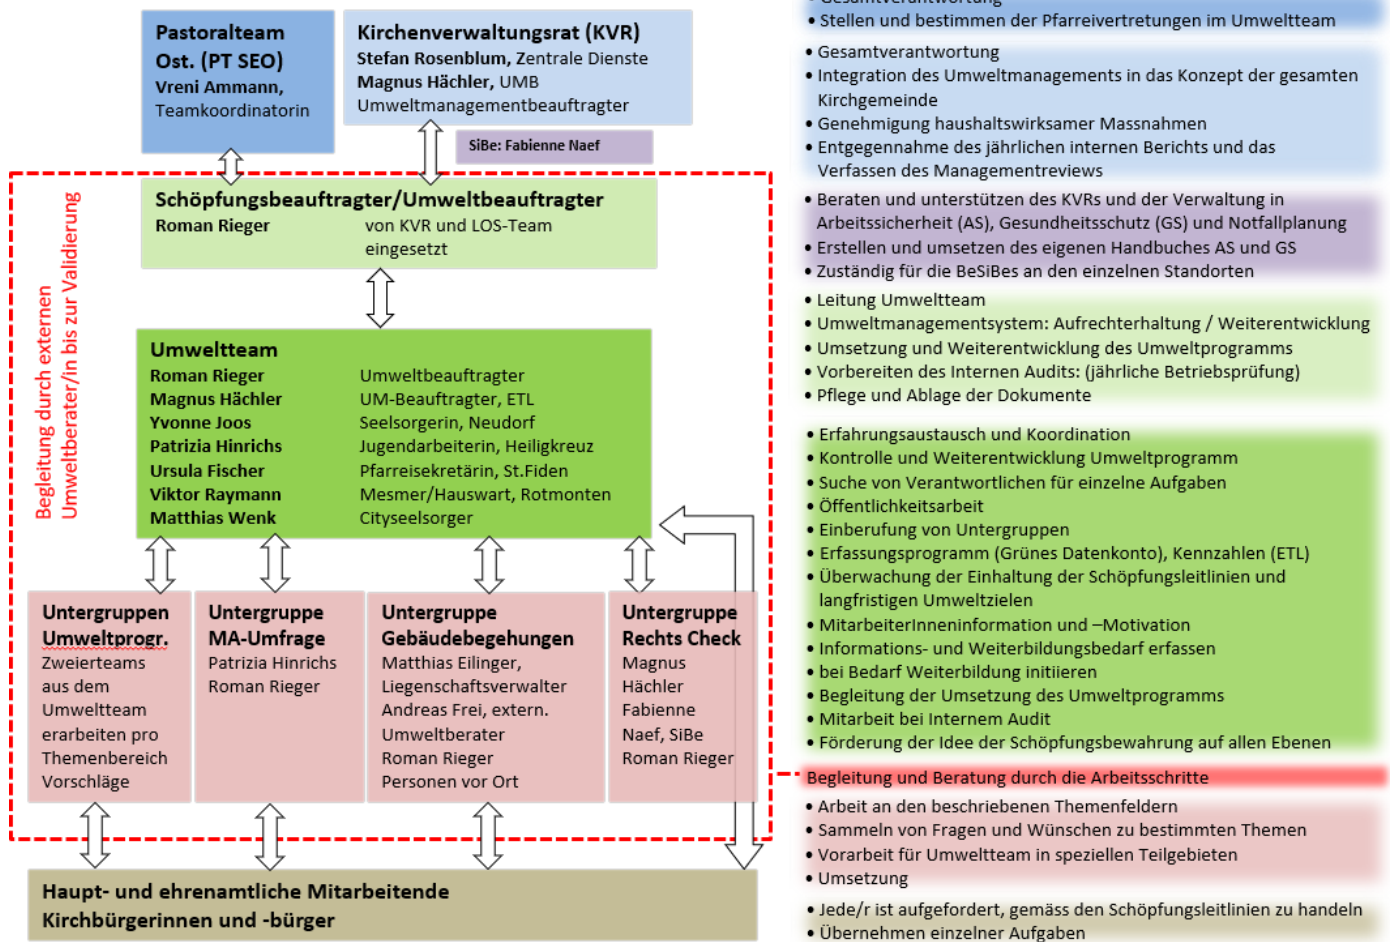 Pastoralteam
Ost. (PT SEO)
Vreni Ammann,
Teamkoordinatorin
Kirchenverwaltungsrat (KVR)
Stefan Rosenblum, Zentrale Dienste
Magnus Hächler, UMB
Umweltmanagementbeauftragter
SiBe: Fabienne Naef
Begleitung durch externen
Umweltberater/in bis zur Validierung
Schöpfungsbeauftragter/Umweltbeauftragter
Roman Rieger von KVR und LOS-Team
eingesetzt
Umweltteam
Roman Rieger Umweltbeauftragter
Magnus Hächler UM-Beauftragter, ETL
Yvonne Joos Seelsorgerin, Neudorf
Patrizia Hinrichs Jugendarbeiterin, Heiligkreuz
Ursula Fischer Pfarreisekretärin, St.Fiden
Viktor Raymann Mesmer/Hauswart, Rotmonten
Matthias Wenk Cityseelsorger
Untergruppen
Umweltprogr.
Zweierteams
aus dem
Umweltteam
erarbeiten pro
Themenbereich
Vorschläge
Untergruppe
MA-Umfrage
Patrizia Hinrichs
Roman Rieger
Untergruppe
Gebäudebegehungen
Matthias Eilinger,
Liegenschaftsverwalter
Andreas Frei, extern.
Umweltberater
Roman Rieger
Personen vor Ort
Untergruppe
Rechts Check
Magnus
Hächler
Fabienne
Naef, SiBe
Roman Rieger
Haupt- und ehrenamtliche Mitarbeitende
Kirchbürgerinnen und -bürger
• Gesamtverantwortung
• Stellen und bestimmen der Pfarreivertretungen im Umweltteam
• Gesamtverantwortung
• Integration des Umweltmanagements in das Konzept der gesamten
Kirchgemeinde
• Genehmigung haushaltswirksamer Massnahmen
• Entgegennahme des jährlichen internen Berichts und das
Verfassen des Managementreviews
• Beraten und unterstützen des KVRs und der Verwaltung in
Arbeitssicherheit (AS), Gesundheitsschutz (GS) und Notfallplanung
• Erstellen und umsetzen des eigenen Handbuches AS und GS
• Zuständig für die BeSiBes an den einzelnen Standorten
• Leitung Umweltteam
• Umweltmanagementsystem: Aufrechterhaltung / Weiterentwicklung
• Umsetzung und Weiterentwicklung des Umweltprogramms
• Vorbereiten des Internen Audits: (jährliche Betriebsprüfung)
• Pflege und Ablage der Dokumente
• Erfahrungsaustausch und Koordination
• Kontrolle und Weiterentwicklung Umweltprogramm
• Suche von Verantwortlichen für einzelne Aufgaben
• Öffentlichkeitsarbeit
• Einberufung von Untergruppen
• Erfassungsprogramm (Grünes Datenkonto), Kennzahlen (ETL)
• Überwachung der Einhaltung der Schöpfungsleitlinien und
langfristigen Umweltzielen
• MitarbeiterInneninformation und –Motivation
• Informations- und Weiterbildungsbedarf erfassen
• bei Bedarf Weiterbildung initiieren
• Begleitung der Umsetzung des Umweltprogramms
• Mitarbeit bei Internem Audit
• Förderung der Idee der Schöpfungsbewahrung auf allen Ebenen
Begleitung und Beratung durch die Arbeitsschritte
• Arbeit an den beschriebenen Themenfeldern
• Sammeln von Fragen und Wünschen zu bestimmten Themen
• Vorarbeit für Umweltteam in speziellen Teilgebieten
• Umsetzung
• Jede/r ist aufgefordert, gemäss den Schöpfungsleitlinien zu handeln
• Übernehmen einzelner Aufgaben